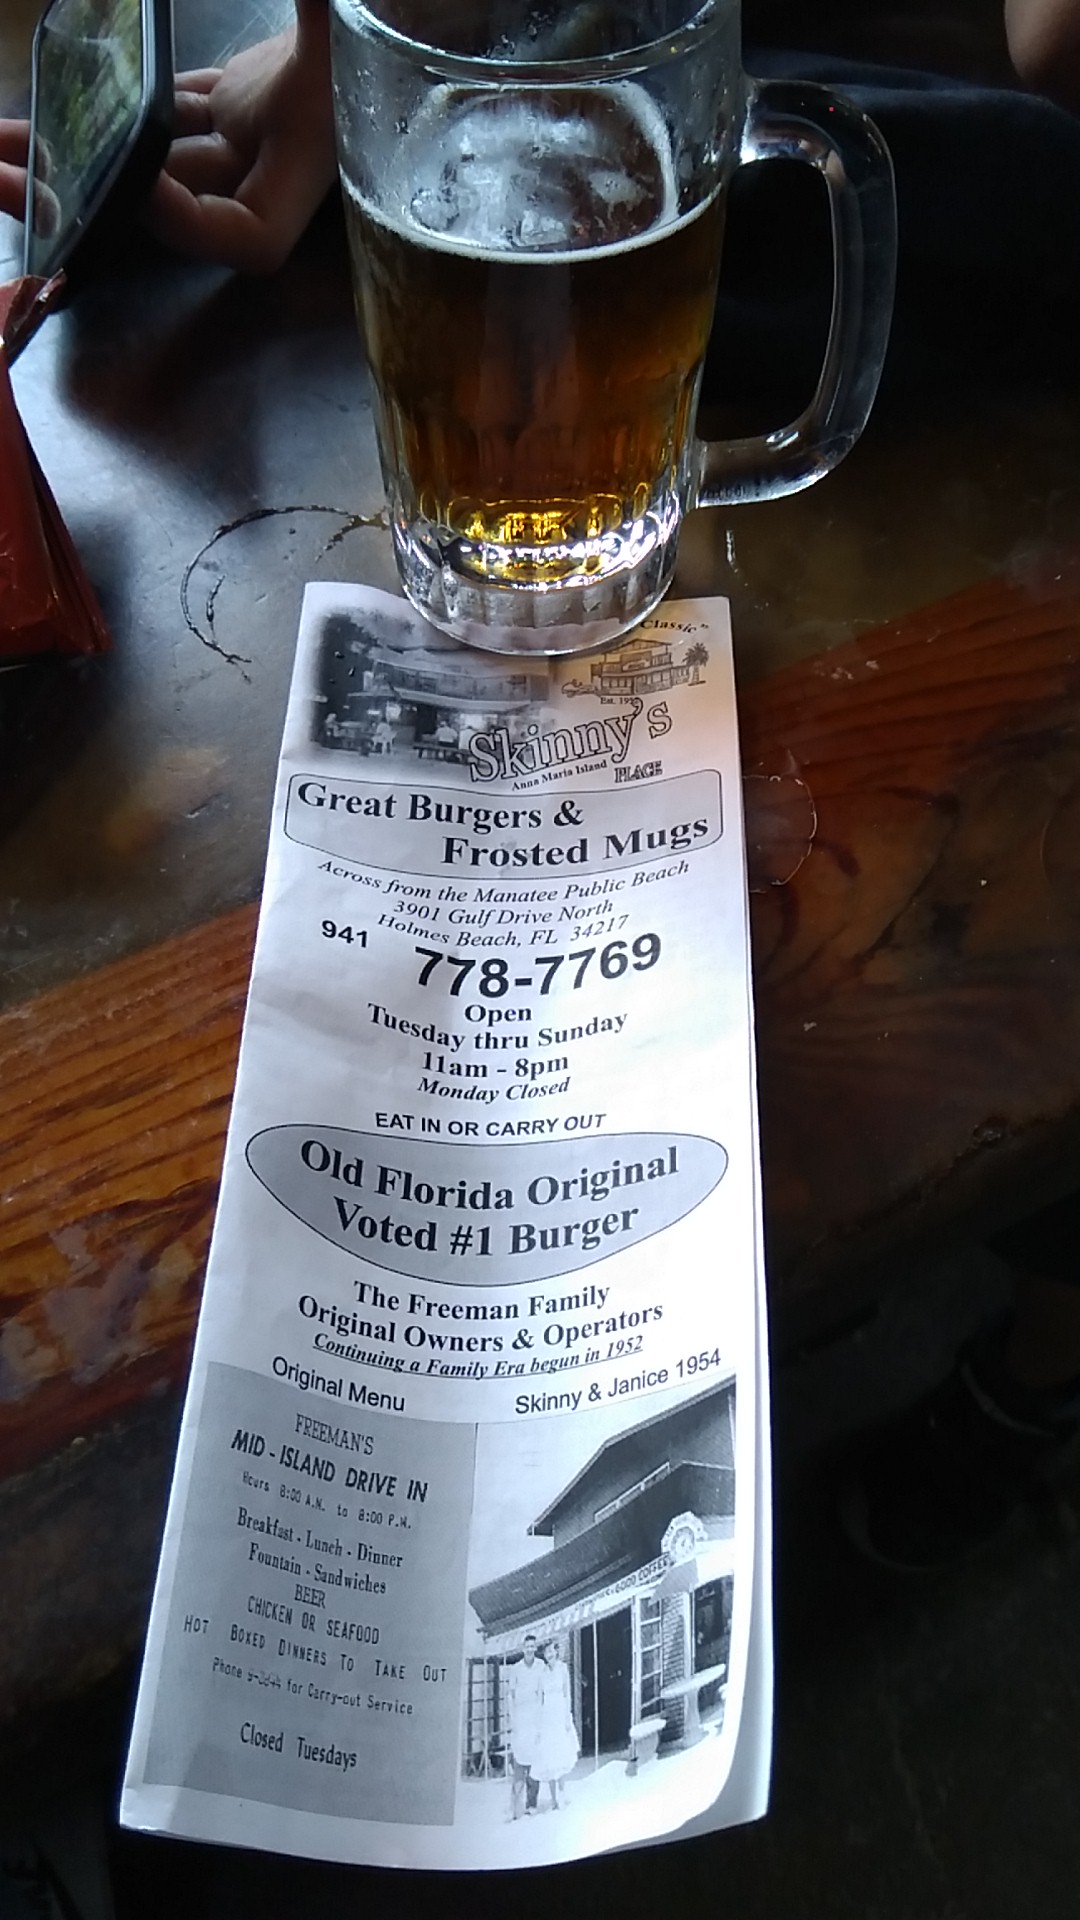 Classic"
Est.
Skinny's
Anna Maria Island PLACE
Great Burgers &
Frosted Mugs
Across from the Manatee Public Beach
3901 Gulf Drive North
Holmes Beach, FL 34217
941 778-7769
Open
Tuesday thru Sunday
11am - 8pm
Monday Closed
EAT IN OR CARRY OUT
Old Florida Original
Voted #1 Burger
The Freeman Family
Original Owners & Operators
Continuing a Family Era begun in 1952
Original Menu
FREEMAN'S
MID - ISLAND DRIVE IN
Hours 8:00 A.M. to 8:00 P.M.
Breakfast - Lunch - Dinner
Fountain - Sandwiches
BEER
CHICKEN OR SEAFOOD
HOT BOXED DINNERS TO TAKE OUT
Phone for Carry-out Service
Closed Tuesdays
Skinny & Janice 1954
GOOD COFFEE